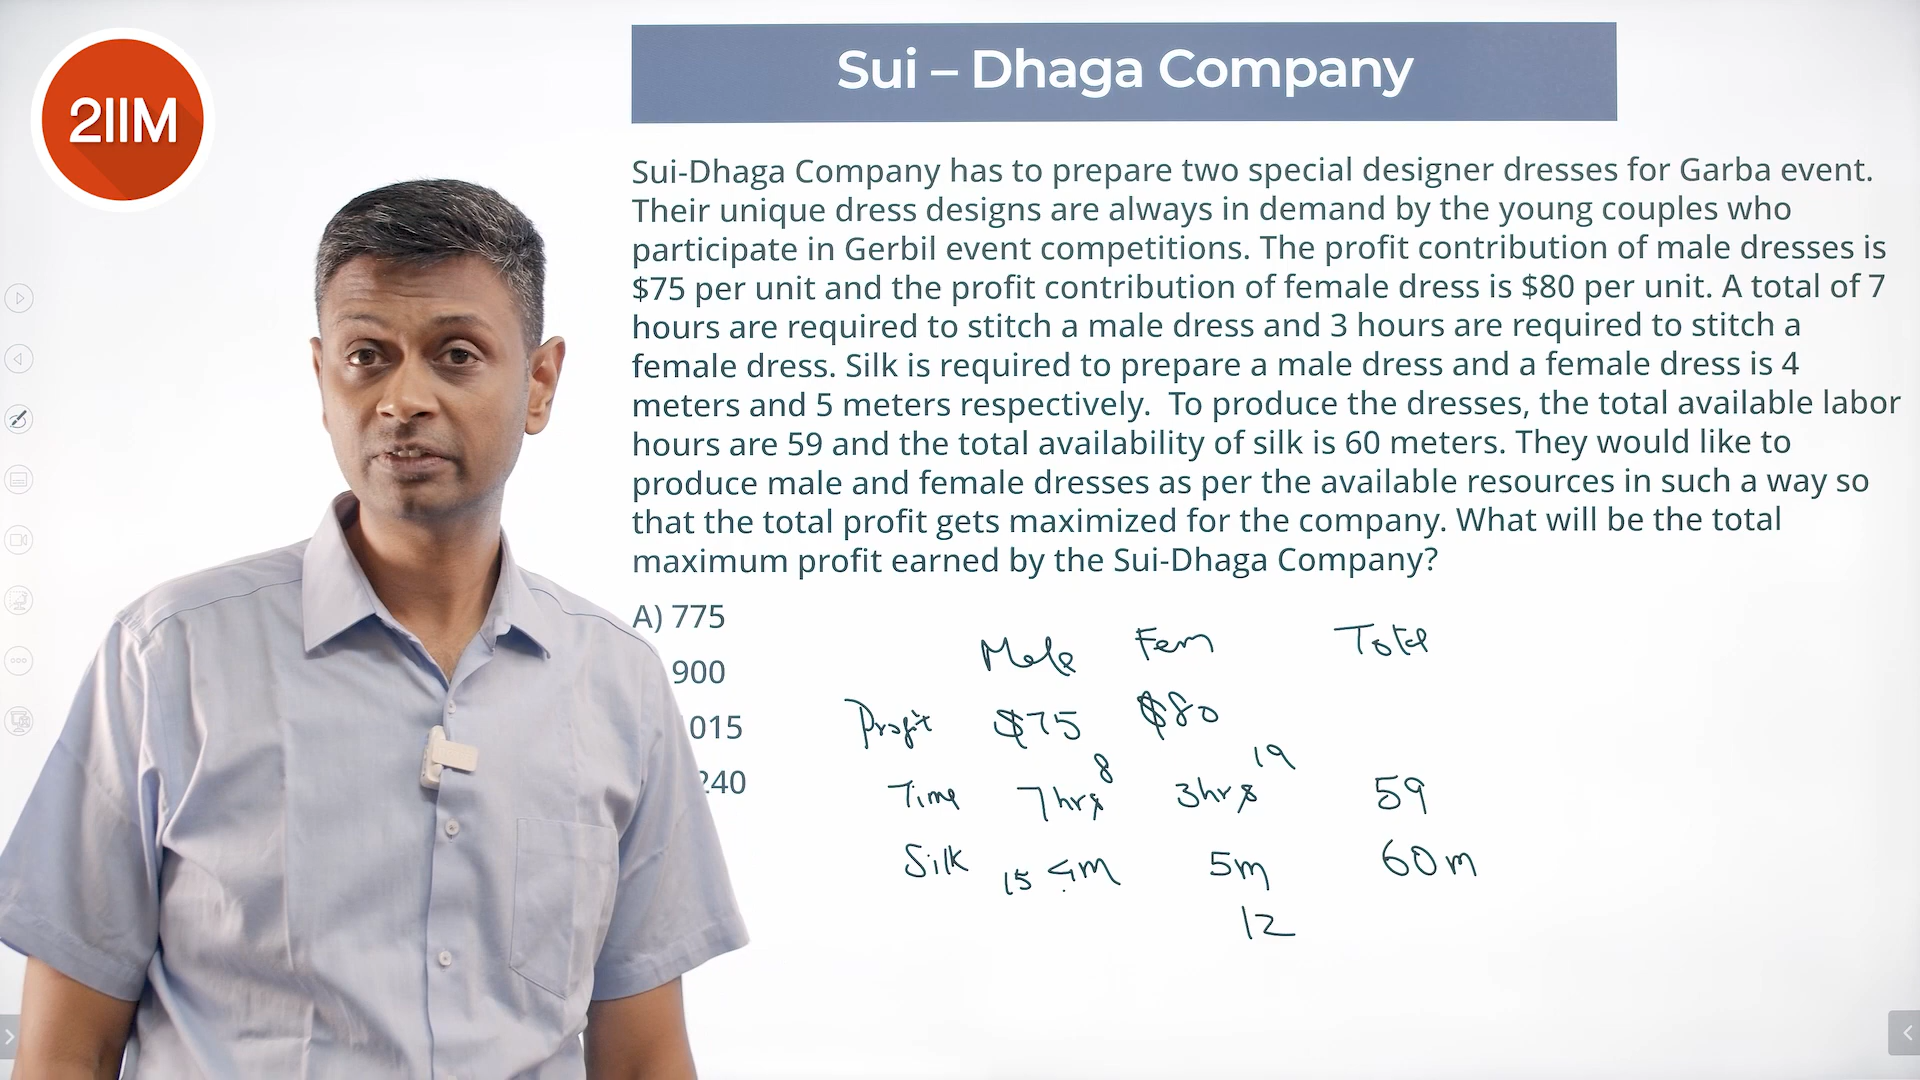 2IIM
Sui – Dhaga Company
Sui-Dhaga Company has to prepare two special designer dresses for Garba event.
Their unique dress designs are always in demand by the young couples who
participate in Gerbil event competitions. The profit contribution of male dresses is
$75 per unit and the profit contribution of female dress is $80 per unit. A total of 7
hours are required to stitch a male dress and 3 hours are required to stitch a
female dress. Silk is required to prepare a male dress and a female dress is 4
meters and 5 meters respectively. To produce the dresses, the total available labor
hours are 59 and the total availability of silk is 60 meters. They would like to
produce male and female dresses as per the available resources in such a way so
that the total profit gets maximized for the company. What will be the total
maximum profit earned by the Sui-Dhaga Company?
A) 775
900
015
240
Male Fem Total
Profit $75 $80
8 19
Time 7hrs 3hrs 59
Silk 15 4m 5m 60m
12